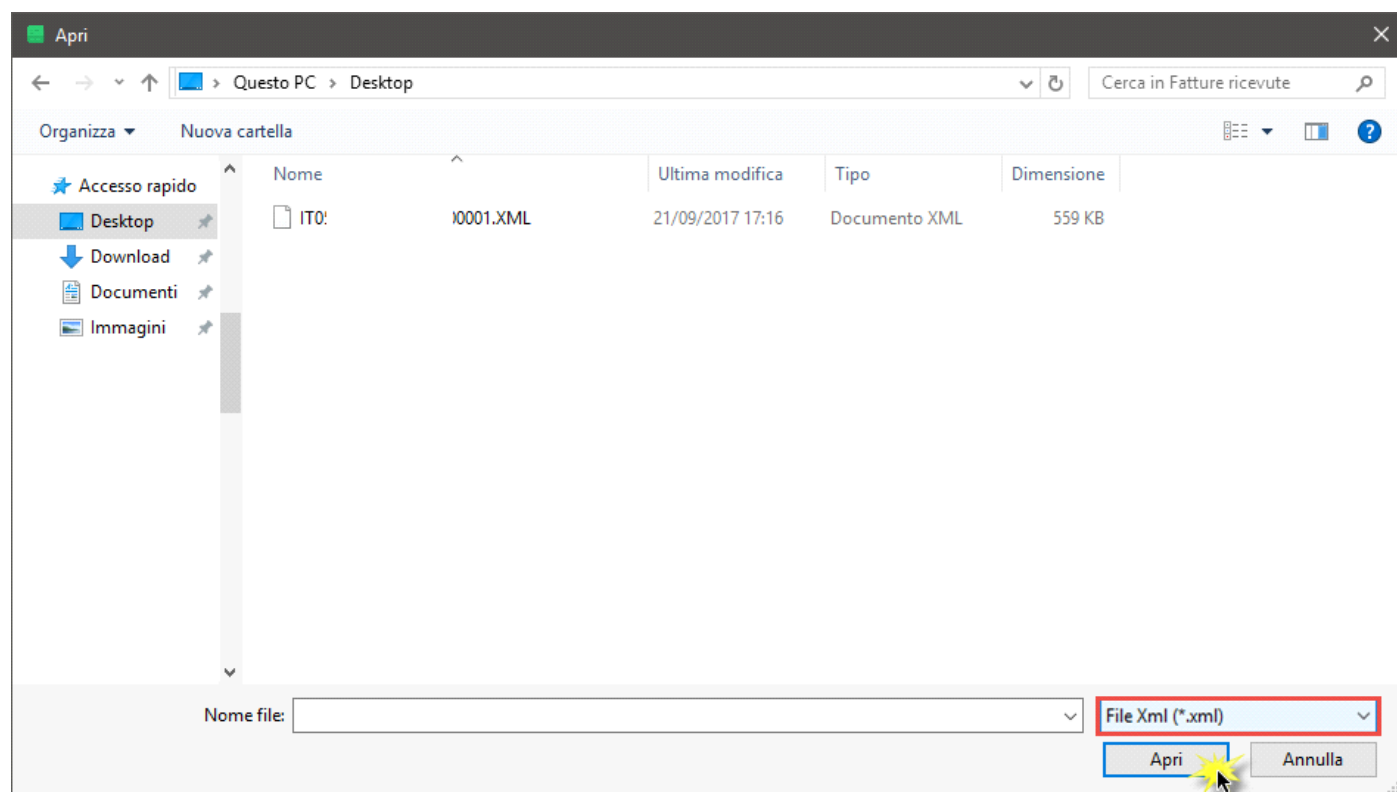 Apri
Questo PC > Desktop
Cerca in Fatture ricevute
Organizza
Nuova cartella
Accesso rapido
Desktop
Download
Documenti
Immagini
Nome
Ultima modifica
Tipo
Dimensione
0001.XML
21/09/2017 17:16
Documento XML
559 KB
Nome file:
File Xml (*.xml)
Apri
Annulla